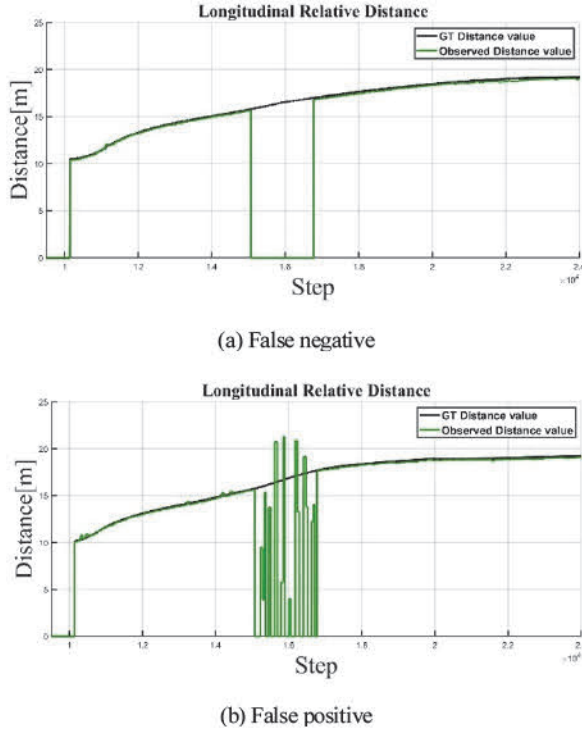 Longitudinal Relative Distance
GT Distance value
Observed Distance value
25
20
15
10
5
0
Distance[m]
1 1.2 1.4 1.6 1.8 2 2.2 2.4
×10⁴
Step
(a) False negative
Longitudinal Relative Distance
GT Distance value
Observed Distance value
25
20
15
10
5
0
Distance[m]
1 1.2 1.4 1.6 1.8 2 2.2
Step
(b) False positive